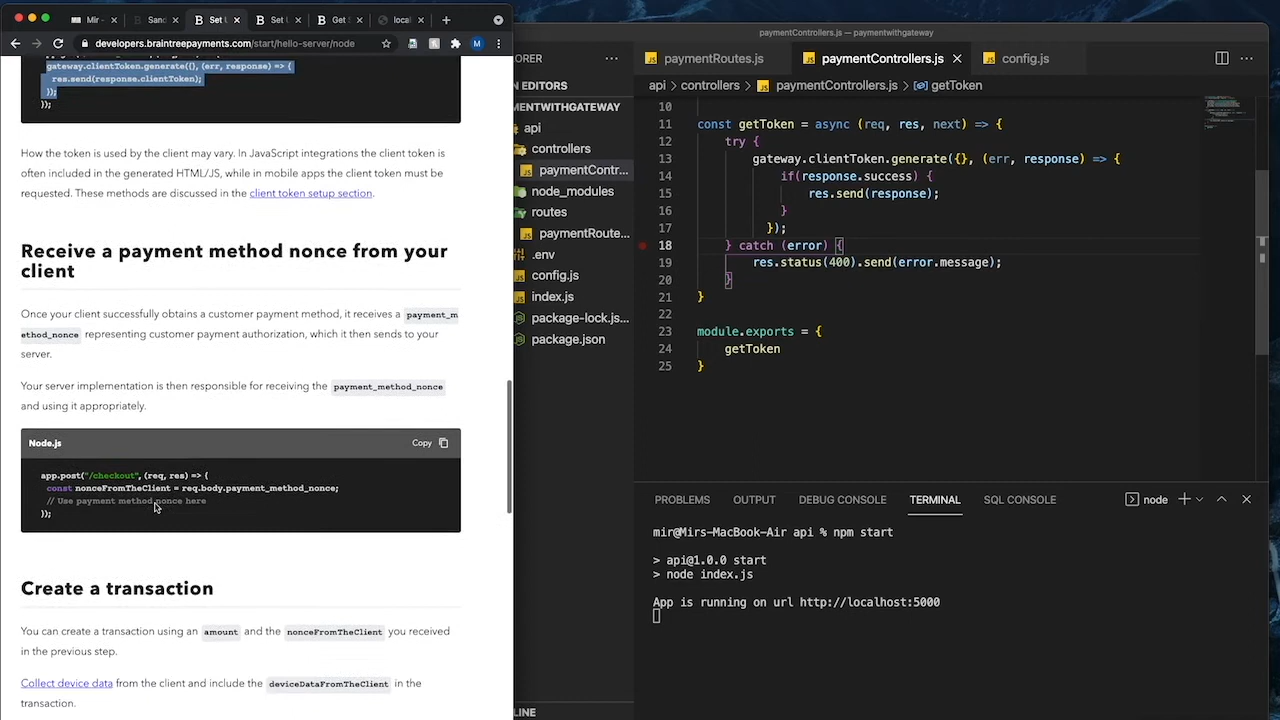 Mir -
Sand
Set U
Set U
Get S
local
developers.braintreepayments.com/start/hello-server/node
M
gateway.clientToken.generate({}, (err, response) => {
res.send(response.clientToken);
});
});
How the token is used by the client may vary. In JavaScript integrations the client token is
often included in the generated HTML/JS, while in mobile apps the client token must be
requested. These methods are discussed in the client token setup section.
Receive a payment method nonce from your
client
Once your client successfully obtains a customer payment method, it receives a payment_m
ethod_nonce representing customer payment authorization, which it then sends to your
server.
Your server implementation is then responsible for receiving the payment_method_nonce
and using it appropriately.
Node.js
Copy
app.post("/checkout", (req, res) => {
const nonceFromTheClient = req.body.payment_method_nonce;
// Use payment method nonce here
});
Create a transaction
You can create a transaction using an amount and the nonceFromTheClient you received
in the previous step.
Collect device data from the client and include the deviceDataFromTheClient in the
transaction.
paymentControllers.js — paymentwithgateway
ORER
EDITORS
MENTWITHGATEWAY
api
controllers
paymentContr...
node_modules
routes
paymentRoute...
.env
config.js
index.js
package-lock.js...
package.json
LINE
paymentRoutes.js
paymentControllers.js
config.js
api > controllers > paymentControllers.js > getToken
10
11 const getToken = async (req, res, next) => {
12 try {
13 gateway.clientToken.generate({}, (err, response) => {
14 if(response.success) {
15 res.send(response);
16 }
17 });
18 } catch (error) {
19 res.status(400).send(error.message);
20 }
21 }
22
23 module.exports = {
24 getToken
25 }
PROBLEMS
OUTPUT
DEBUG CONSOLE
TERMINAL
SQL CONSOLE
node
mir@Mirs-MacBook-Air api % npm start
> api@1.0.0 start
> node index.js
App is running on url http://localhost:5000